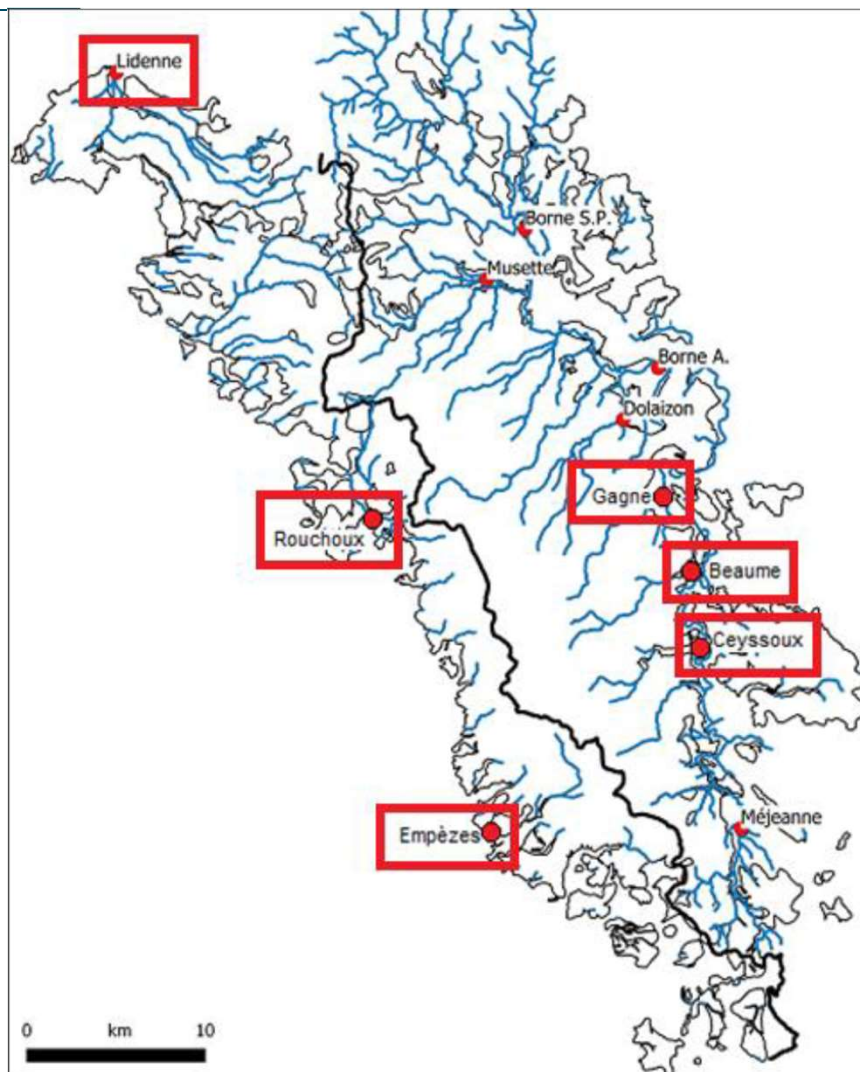 Lidenne
Borne S.P.
Musette
Borne A.
Dolaizon
Gagne
Rouchoux
Beaume
Ceyssoux
Méjeanne
Empèzes
0 km 10